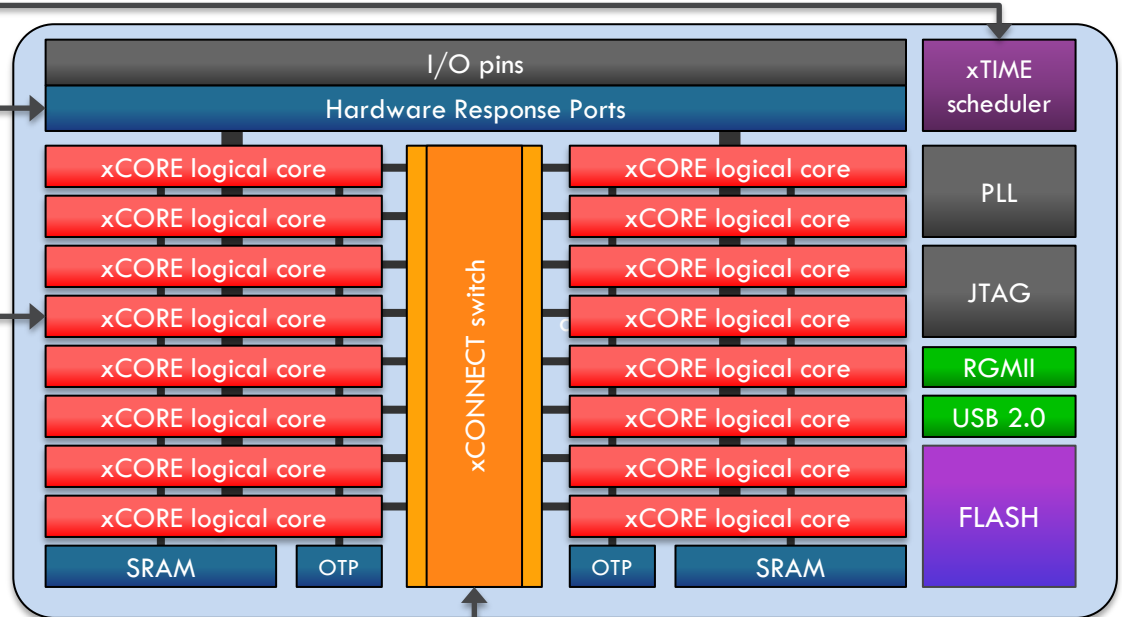 I/O pins
xTIME
scheduler
Hardware Response Ports
xCORE logical core
xCORE logical core
xCORE logical core
xCORE logical core
xCORE logical core
xCORE logical core
xCORE logical core
xCORE logical core
SRAM
OTP
xCONNECT switch
xCORE logical core
xCORE logical core
xCORE logical core
xCORE logical core
xCORE logical core
xCORE logical core
xCORE logical core
xCORE logical core
OTP
SRAM
PLL
JTAG
RGMII
USB 2.0
FLASH